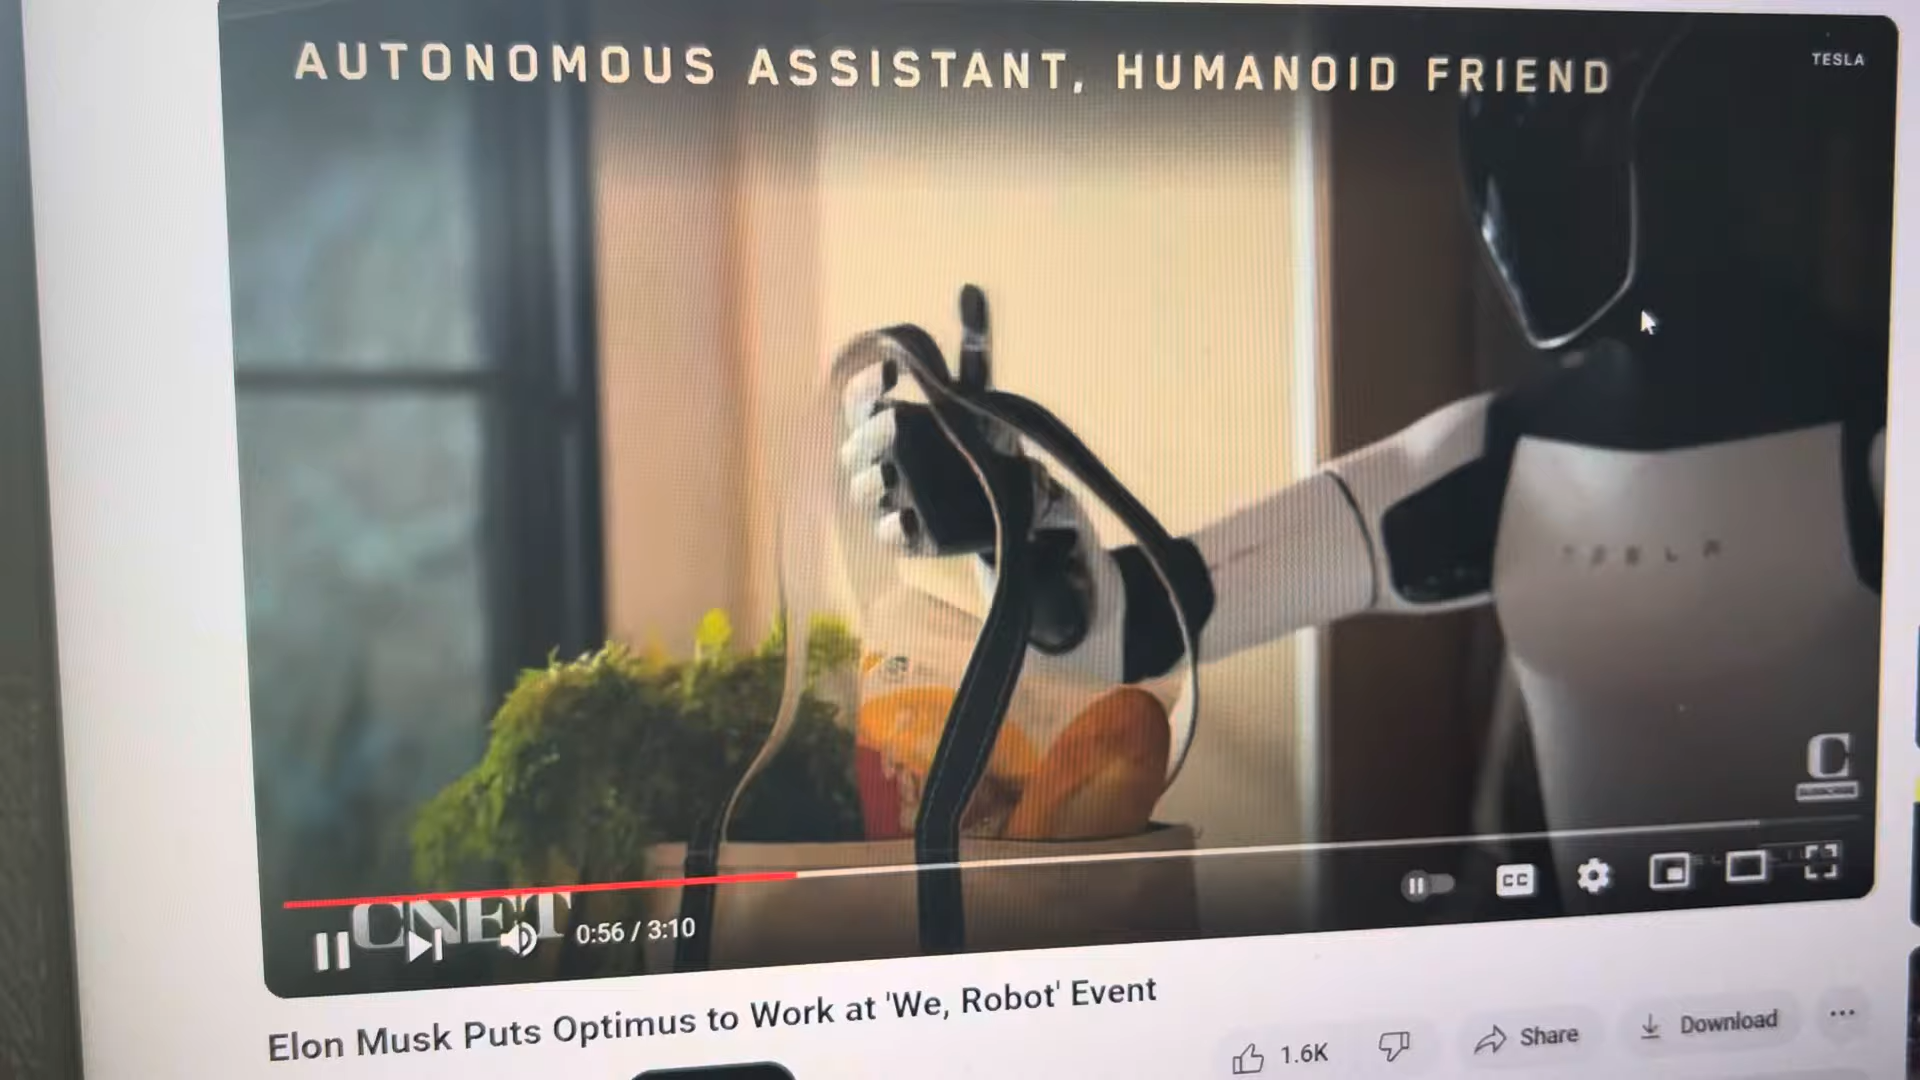 AUTONOMOUS ASSISTANT, HUMANOID FRIEND
TESLA
TESLA
CNET
0:56 / 3:10
CC
Elon Musk Puts Optimus to Work at 'We, Robot' Event
1.6K
Share
Download